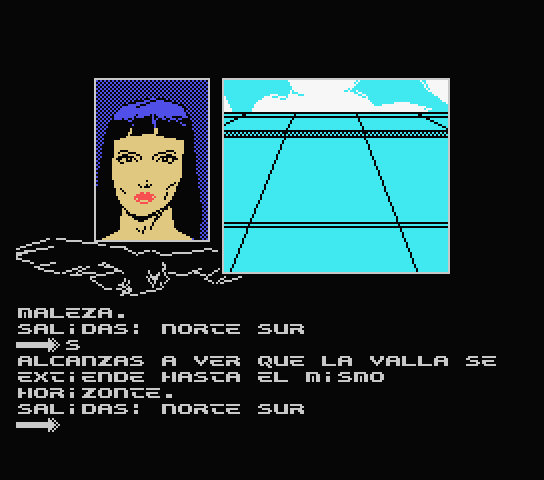 MALEZA.
SALIDAS: NORTE SUR
S
ALCANZAS A VER QUE LA VALLA SE
EXTIENDE HASTA EL MISMO
HORIZONTE.
SALIDAS: NORTE SUR